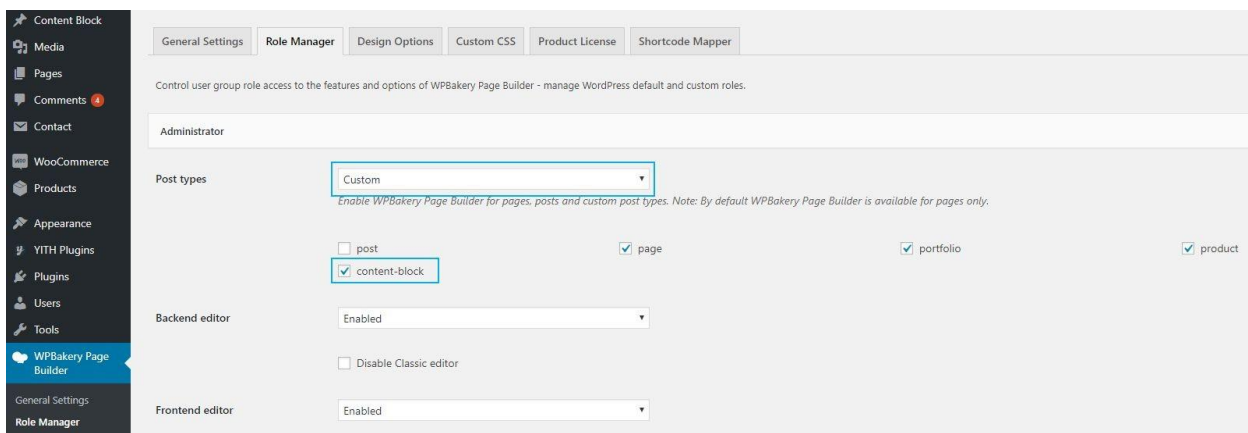 Content Block
Media
Pages
Comments 4
Contact
WooCommerce
Products
Appearance
YITH Plugins
Plugins
Users
Tools
WPBakery Page
Builder
General Settings
Role Manager
General Settings Role Manager Design Options Custom CSS Product License Shortcode Mapper
Control user group role access to the features and options of WPBakery Page Builder - manage WordPress default and custom roles.
Administrator
Post types Custom
Enable WPBakery Page Builder for pages, posts and custom post types. Note: By default WPBakery Page Builder is available for pages only.
post page portfolio product
content-block
Backend editor Enabled
Disable Classic editor
Frontend editor Enabled